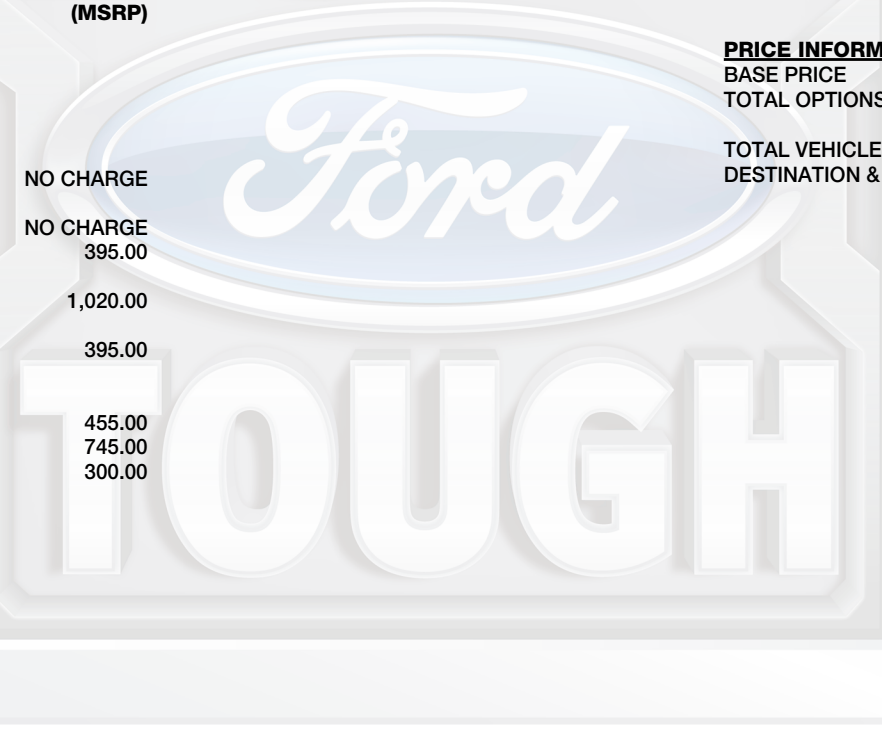 (MSRP)
NO CHARGE
NO CHARGE
395.00
1,020.00
395.00
455.00
745.00
300.00
PRICE INFORM
BASE PRICE
TOTAL OPTIONS
TOTAL VEHICLE
DESTINATION &
Ford
TOUGH